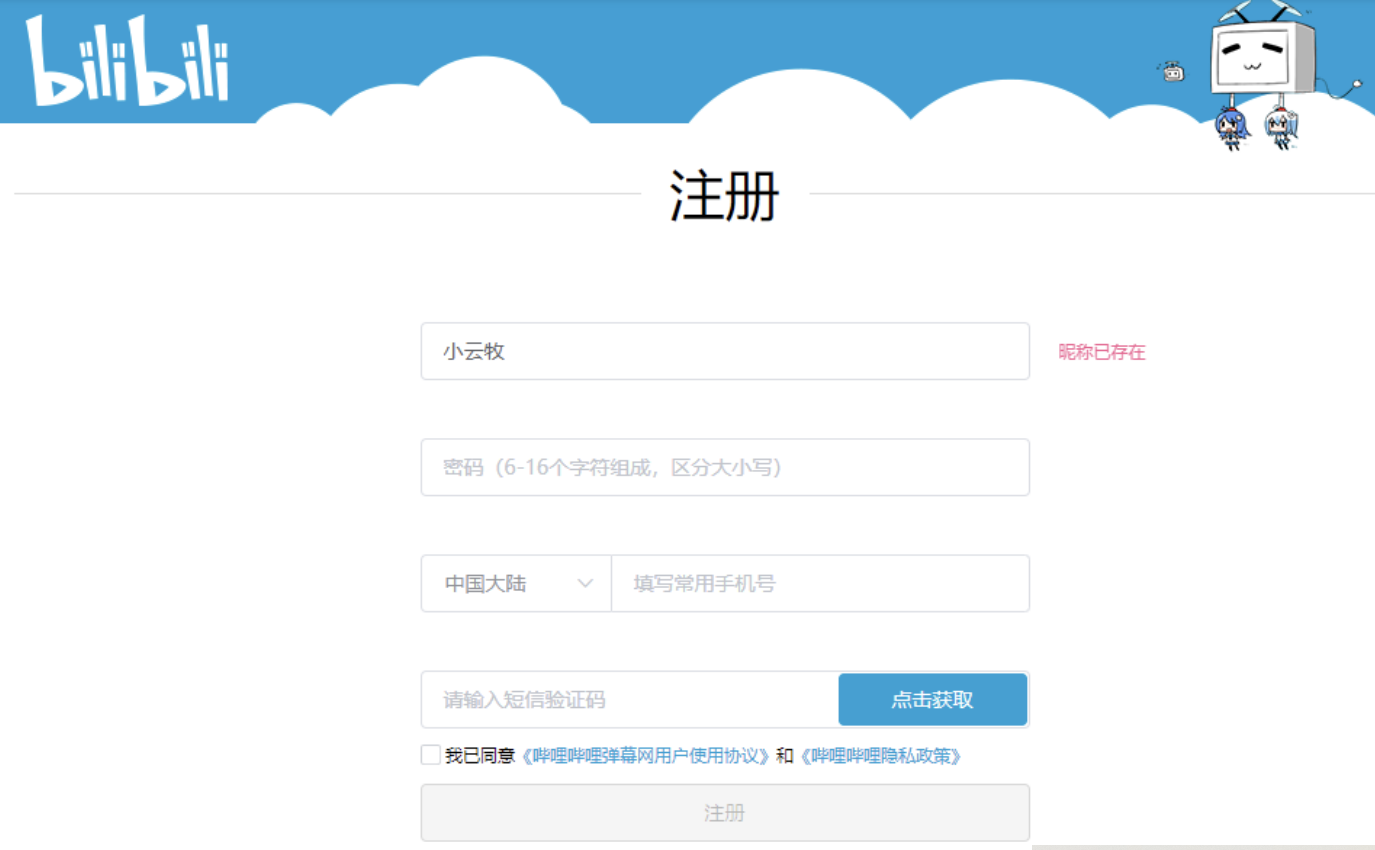 bilibili
注册
小云牧 昵称已存在
密码（6-16个字符组成，区分大小写）
中国大陆 填写常用手机号
请输入短信验证码 点击获取
我已同意《哔哩哔哩弹幕网用户使用协议》和《哔哩哔哩隐私政策》
注册